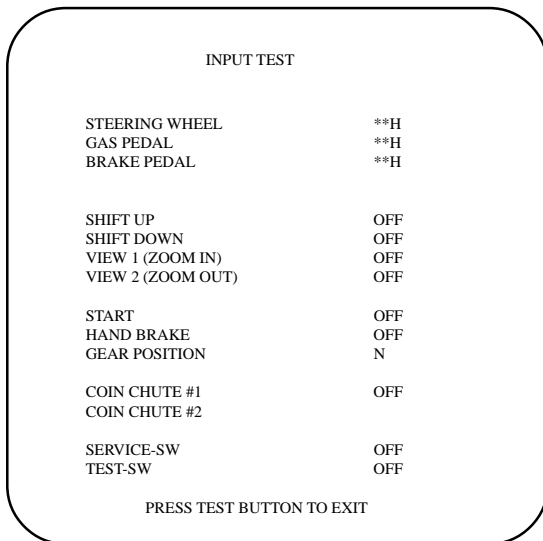 INPUT TEST
STEERING WHEEL **H
GAS PEDAL **H
BRAKE PEDAL **H
SHIFT UP OFF
SHIFT DOWN OFF
VIEW 1 (ZOOM IN) OFF
VIEW 2 (ZOOM OUT) OFF
START OFF
HAND BRAKE OFF
GEAR POSITION N
COIN CHUTE #1 OFF
COIN CHUTE #2
SERVICE-SW OFF
TEST-SW OFF
PRESS TEST BUTTON TO EXIT